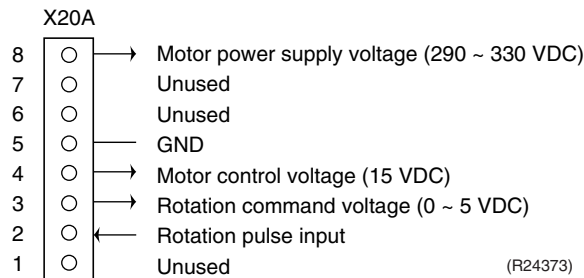 X20A
8 Motor power supply voltage (290 ~ 330 VDC)
7 Unused
6 Unused
5 GND
4 Motor control voltage (15 VDC)
3 Rotation command voltage (0 ~ 5 VDC)
2 Rotation pulse input
1 Unused (R24373)